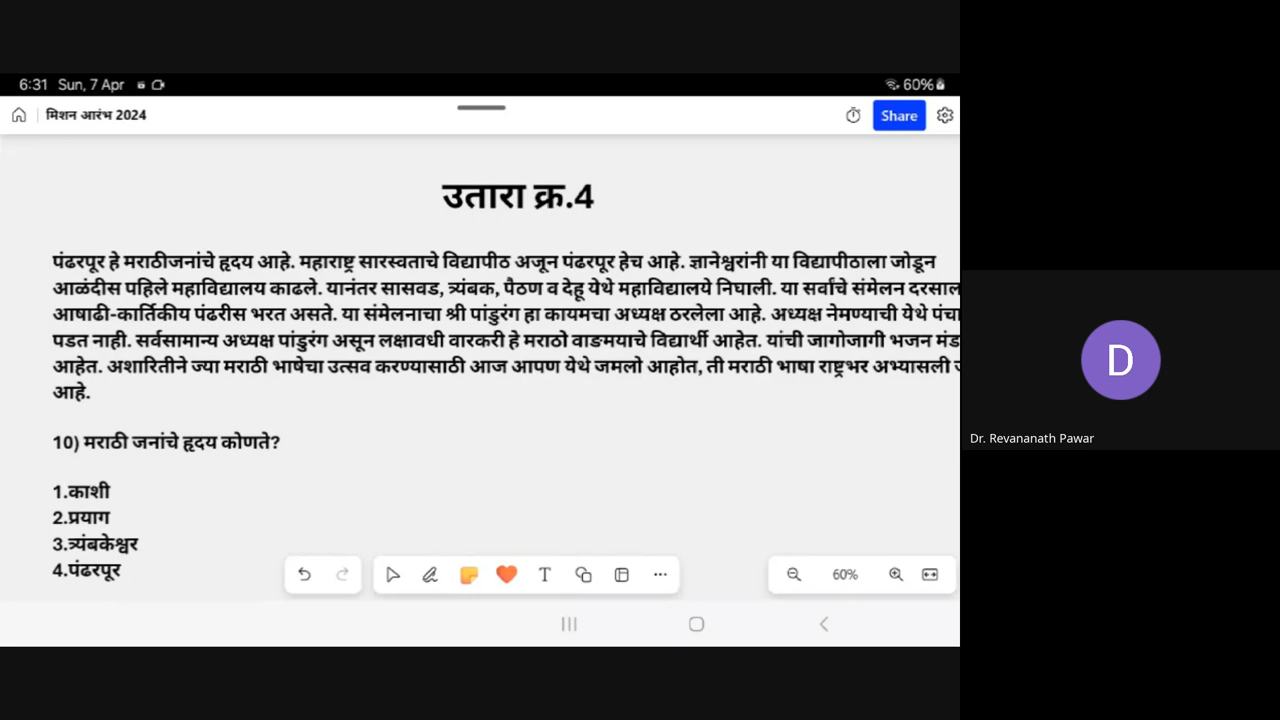 6:31 Sun, 7 Apr
60%
मिशन आरंभ 2024
Share
उतारा क्र.4
पंढरपूर हे मराठीजनांचे हृदय आहे. महाराष्ट्र सारस्वताचे विद्यापीठ अजून पंढरपूर हेच आहे. ज्ञानेश्वरांनी या विद्यापीठाला जोडून
आळंदीस पहिले महाविद्यालय काढले. यानंतर सासवड, त्र्यंबक, पैठण व देहू येथे महाविद्यालये निघाली. या सर्वांचे संमेलन दरसाल
आषाढी-कार्तिकीय पंढरीस भरत असते. या संमेलनाचा श्री पांडुरंग हा कायमचा अध्यक्ष ठरलेला आहे. अध्यक्ष नेमण्याची येथे पंचा
पडत नाही. सर्वसामान्य अध्यक्ष पांडुरंग असून लक्षावधी वारकरी हे मराठी वाङमयाचे विद्यार्थी आहेत. यांची जागोजागी भजन मंड
आहेत. अशारितीने ज्या मराठी भाषेचा उत्सव करण्यासाठी आज आपण येथे जमलो आहोत, ती मराठी भाषा राष्ट्रभर अभ्यासली
आहे.
10) मराठी जनांचे हृदय कोणते?
1.काशी
2.प्रयाग
3.त्र्यंबकेश्वर
4.पंढरपूर
T
60%
D
Dr. Revananath Pawar